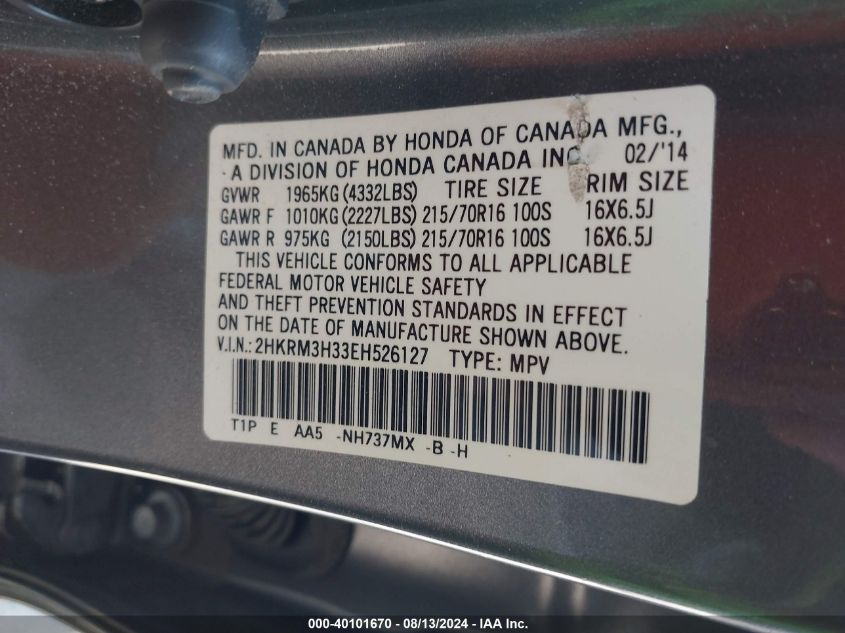 MFD. IN CANADA BY HONDA OF CANADA MFG.,
A DIVISION OF HONDA CANADA INC 02/'14
GVWR 1965KG (4332LBS) TIRE SIZE RIM SIZE
GAWR F 1010KG (2227LBS) 215/70R16 100S 16X6.5J
GAWR R 975KG (2150LBS) 215/70R16 100S 16X6.5J
THIS VEHICLE CONFORMS TO ALL APPLICABLE
FEDERAL MOTOR VEHICLE SAFETY
AND THEFT PREVENTION STANDARDS IN EFFECT
ON THE DATE OF MANUFACTURE SHOWN ABOVE.
V.I.N.: 2HKRM3H33EH526127 TYPE: MPV
T1P E AA5 -NH737MX -B -H
000-40101670 - 08/13/2024 - IAA Inc.